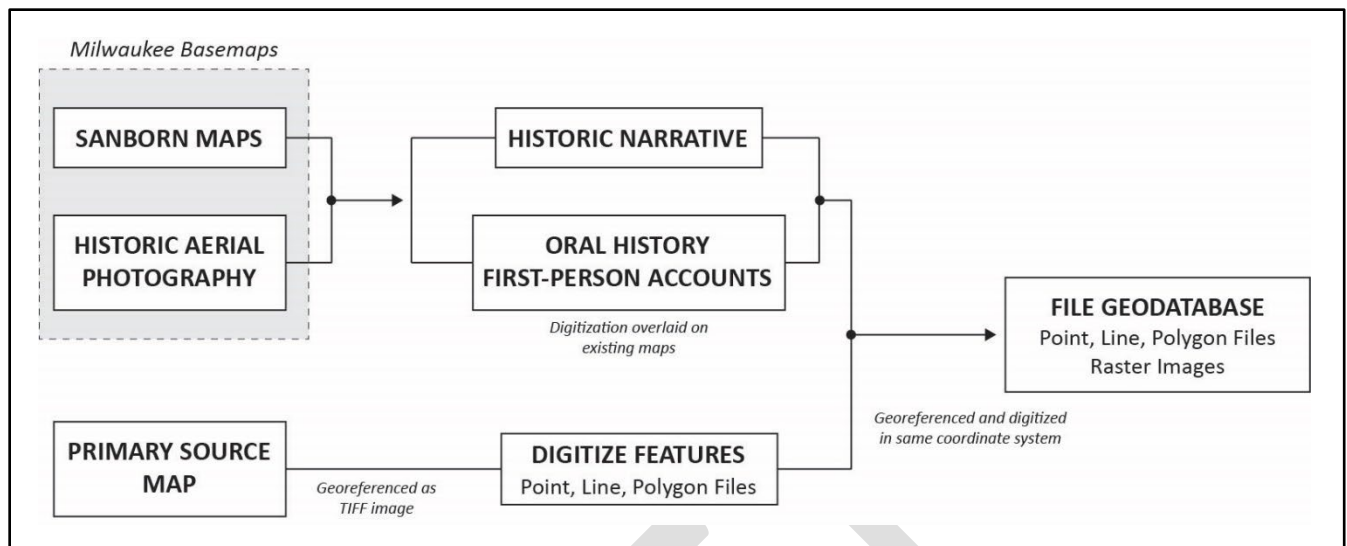 Milwaukee Basemaps
SANBORN MAPS
HISTORIC AERIAL
PHOTOGRAPHY
HISTORIC NARRATIVE
ORAL HISTORY
FIRST-PERSON ACCOUNTS
Digitization overlaid on
existing maps
FILE GEODATABASE
Point, Line, Polygon Files
Raster Images
Georeferenced and digitized
in same coordinate system
PRIMARY SOURCE
MAP
Georeferenced as
TIFF image
DIGITIZE FEATURES
Point, Line, Polygon Files